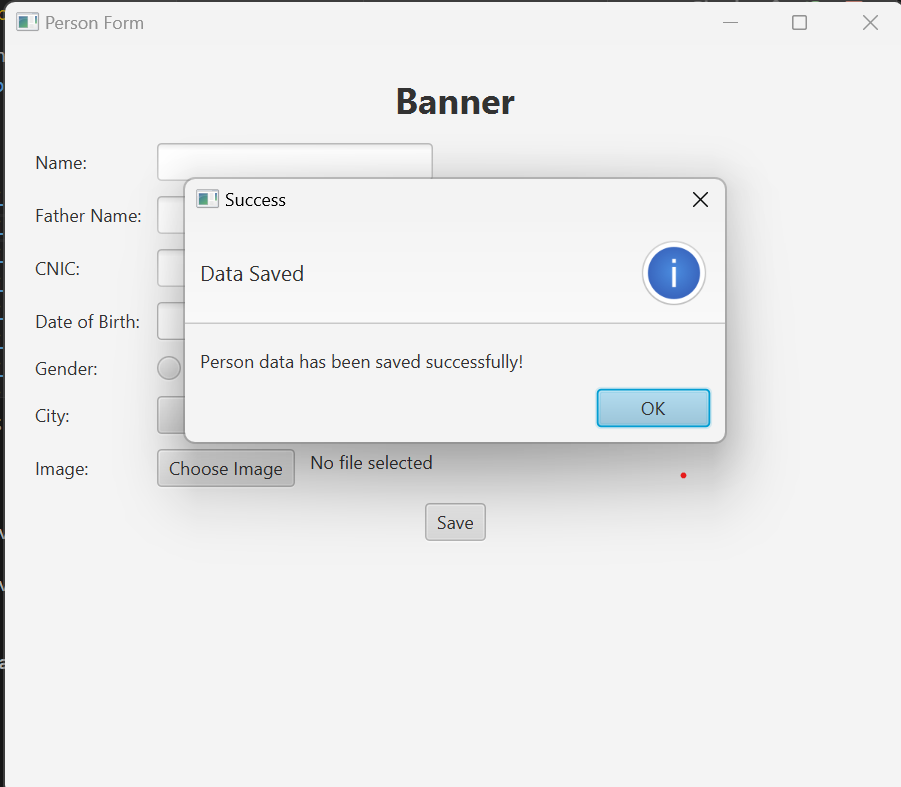 Person Form
Banner
Name:
Success
Father Name:
Data Saved
CNIC:
Date of Birth:
Person data has been saved successfully!
Gender:
City:
OK
Image:
Choose Image
No file selected
Save